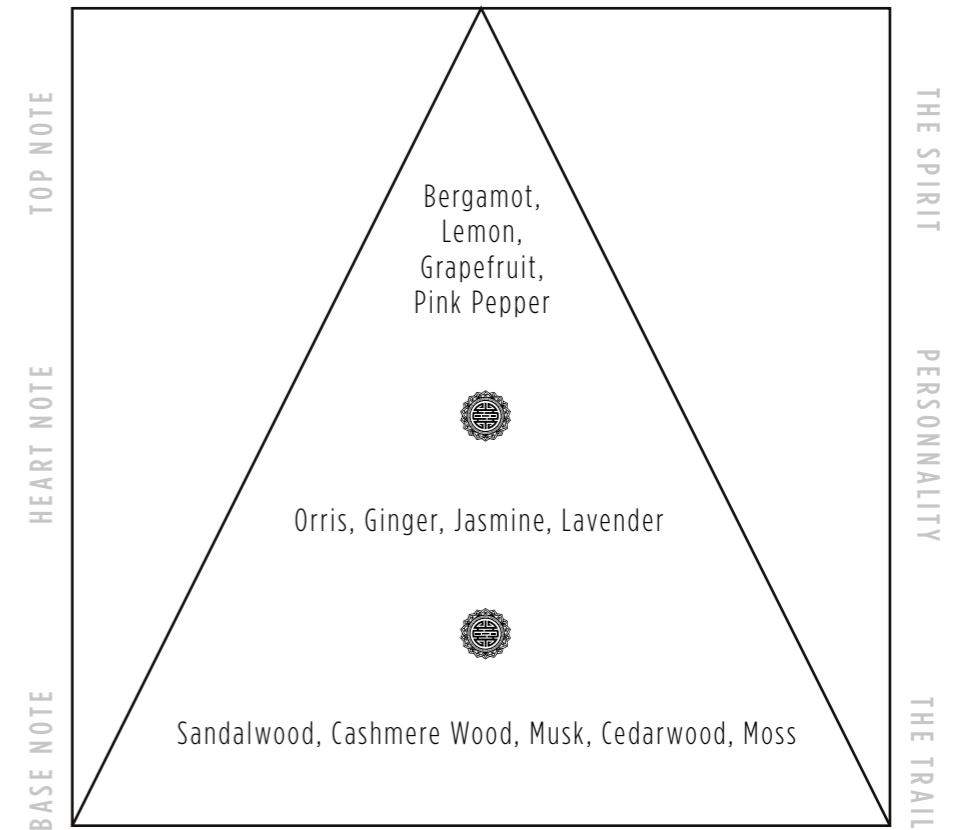 TOP NOTE
THE SPIRIT
Bergamot,
Lemon,
Grapefruit,
Pink Pepper
HEART NOTE
PERSONNALITY
Orris, Ginger, Jasmine, Lavender
BASE NOTE
THE TRAIL
Sandalwood, Cashmere Wood, Musk, Cedarwood, Moss